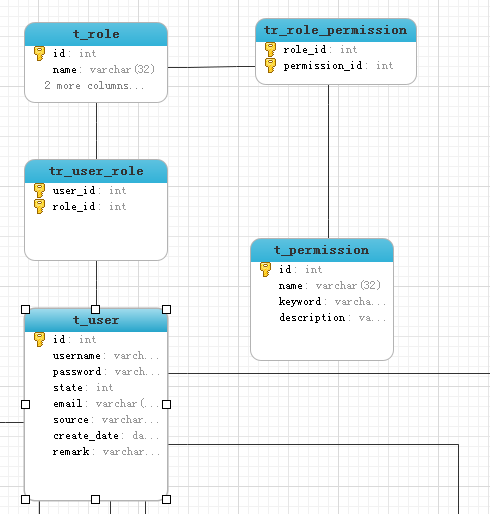 t_role
id: int
name: varchar(32)
2 more columns...
tr_role_permission
role_id: int
permission_id: int
tr_user_role
user_id: int
role_id: int
t_permission
id: int
name: varchar(32)
keyword: varcha...
description: va...
t_user
id: int
username: varch...
password: varch...
state: int
email: varchar(...
source: varchar...
create_date: da...
remark: varchar...